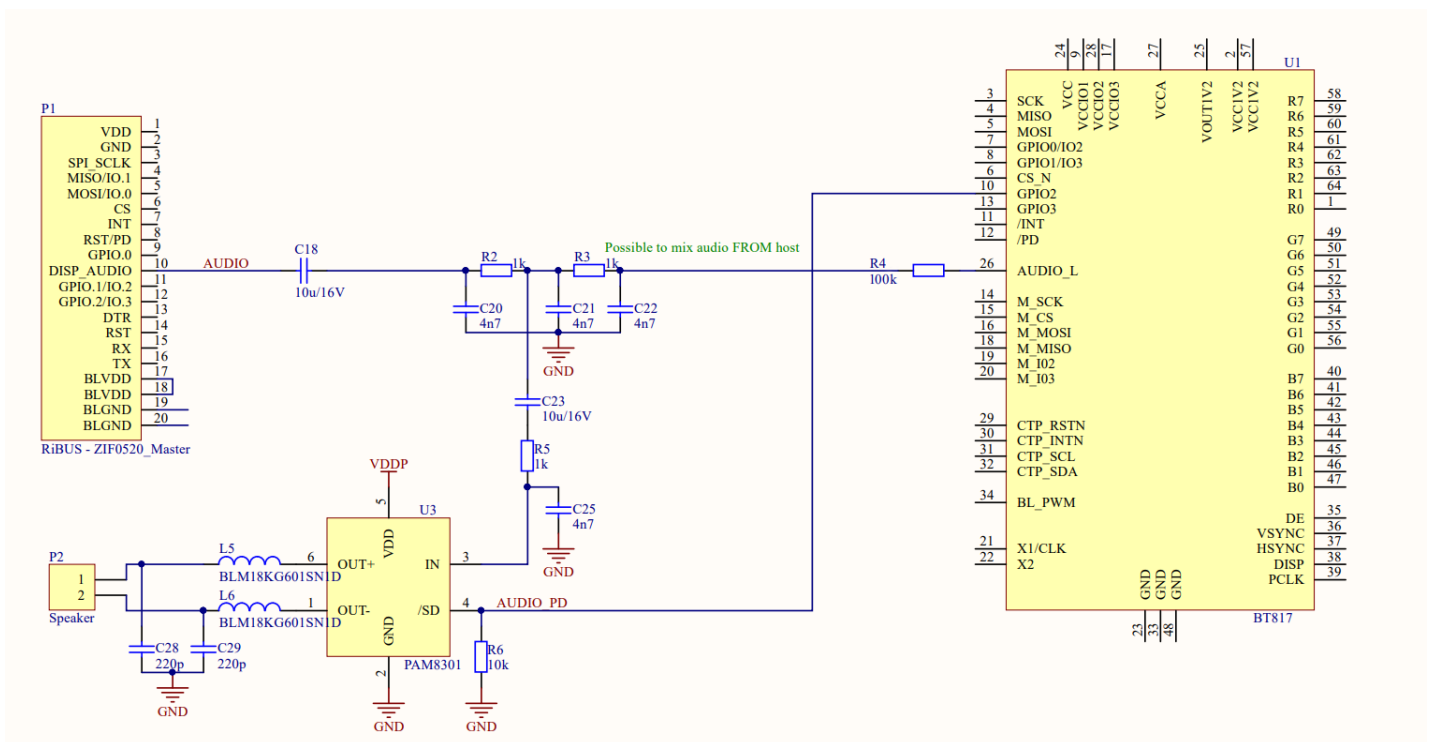 P1
VDD 1
GND 2
SPI_SCLK 3
MISO/IO.1 4
MOSI/IO.0 5
CS 6
INT 7
RST/PD 8
GPIO.0 9
DISP_AUDIO 10
GPIO.1/IO.2 11
GPIO.2/IO.3 12
DTR 13
RST 14
RX 15
TX 16
BLVDD 17
BLVDD 18
BLGND 19
BLGND 20
RiBUS - ZIF0520_Master
AUDIO
C18
10u/16V
R2
1k
R3
1k
Possible to mix audio FROM host
C20
4n7
C21
4n7
C22
4n7
GND
R4
100k
C23
10u/16V
R5
1k
C25
4n7
GND
VDDP
5
U3
VDD
6 OUT+
IN 3
1 OUT-
/SD 4
GND
2
PAM8301
GND
AUDIO_PD
R6
10k
GND
P2
1
2
Speaker
L5
BLM18KG601SN1D
L6
BLM18KG601SN1D
C28
220p
C29
220p
GND
U1
24 9 28 17 27 25 2 57
VCC
VCCIO1
VCCIO2
VCCIO3
VCCA
VOUT1V2
VCC1V2
VCC1V2
3 SCK
4 MISO
5 MOSI
7 GPIO0/IO2
8 GPIO1/IO3
6 CS_N
10 GPIO2
13 GPIO3
11 /INT
12 /PD
26 AUDIO_L
14 M_SCK
15 M_CS
16 M_MOSI
18 M_MISO
19 M_I02
20 M_I03
29 CTP_RSTN
30 CTP_INTN
31 CTP_SCL
32 CTP_SDA
34 BL_PWM
21 X1/CLK
22 X2
R7 58
R6 59
R5 60
R4 61
R3 62
R2 63
R1 64
R0 1
G7 49
G6 50
G5 51
G4 52
G3 53
G2 54
G1 55
G0 56
B7 40
B6 41
B5 42
B4 43
B3 44
B2 45
B1 46
B0 47
DE 35
VSYNC 36
HSYNC 37
DISP 38
PCLK 39
GND
GND
GND
23 33 48
BT817